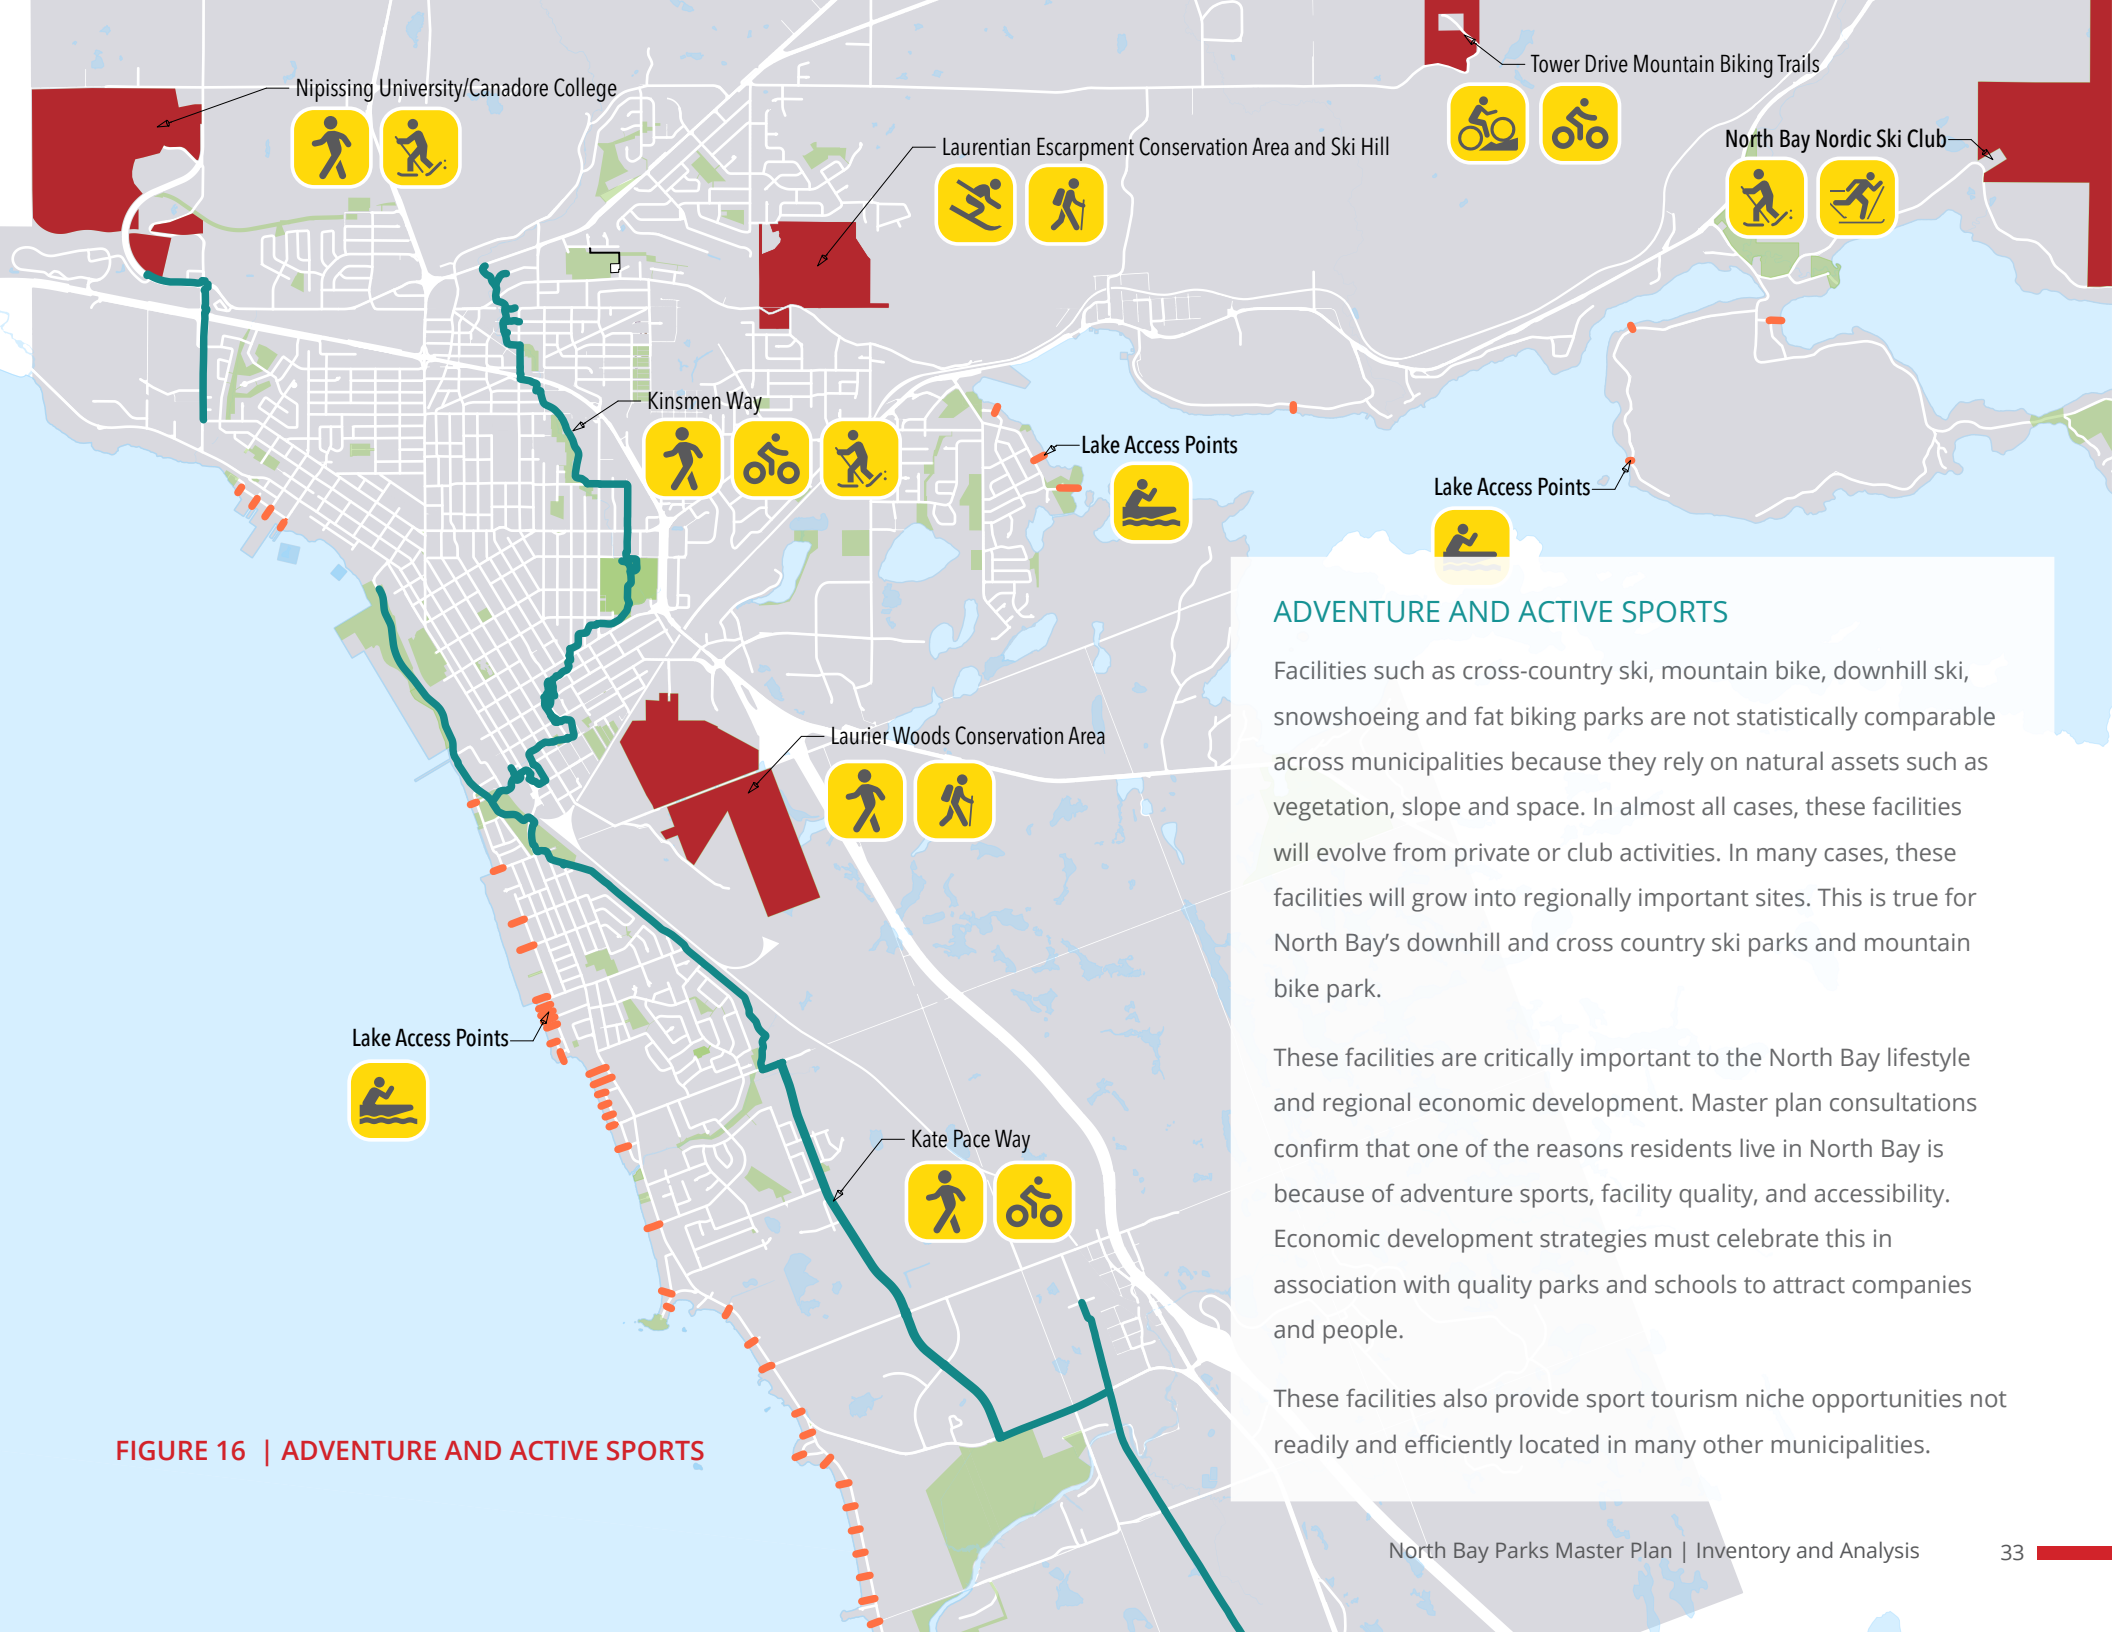 Nipissing University/Canadore College
Tower Drive Mountain Biking Trails
Laurentian Escarpment Conservation Area and Ski Hill
North Bay Nordic Ski Club
Kinsmen Way
Lake Access Points
Lake Access Points
Laurier Woods Conservation Area
Lake Access Points
Kate Pace Way
FIGURE 16 | ADVENTURE AND ACTIVE SPORTS
ADVENTURE AND ACTIVE SPORTS
Facilities such as cross-country ski, mountain bike, downhill ski,
snowshoeing and fat biking parks are not statistically comparable
across municipalities because they rely on natural assets such as
vegetation, slope and space. In almost all cases, these facilities
will evolve from private or club activities. In many cases, these
facilities will grow into regionally important sites. This is true for
North Bay’s downhill and cross country ski parks and mountain
bike park.
These facilities are critically important to the North Bay lifestyle
and regional economic development. Master plan consultations
confirm that one of the reasons residents live in North Bay is
because of adventure sports, facility quality, and accessibility.
Economic development strategies must celebrate this in
association with quality parks and schools to attract companies
and people.
These facilities also provide sport tourism niche opportunities not
readily and efficiently located in many other municipalities.
North Bay Parks Master Plan | Inventory and Analysis 33